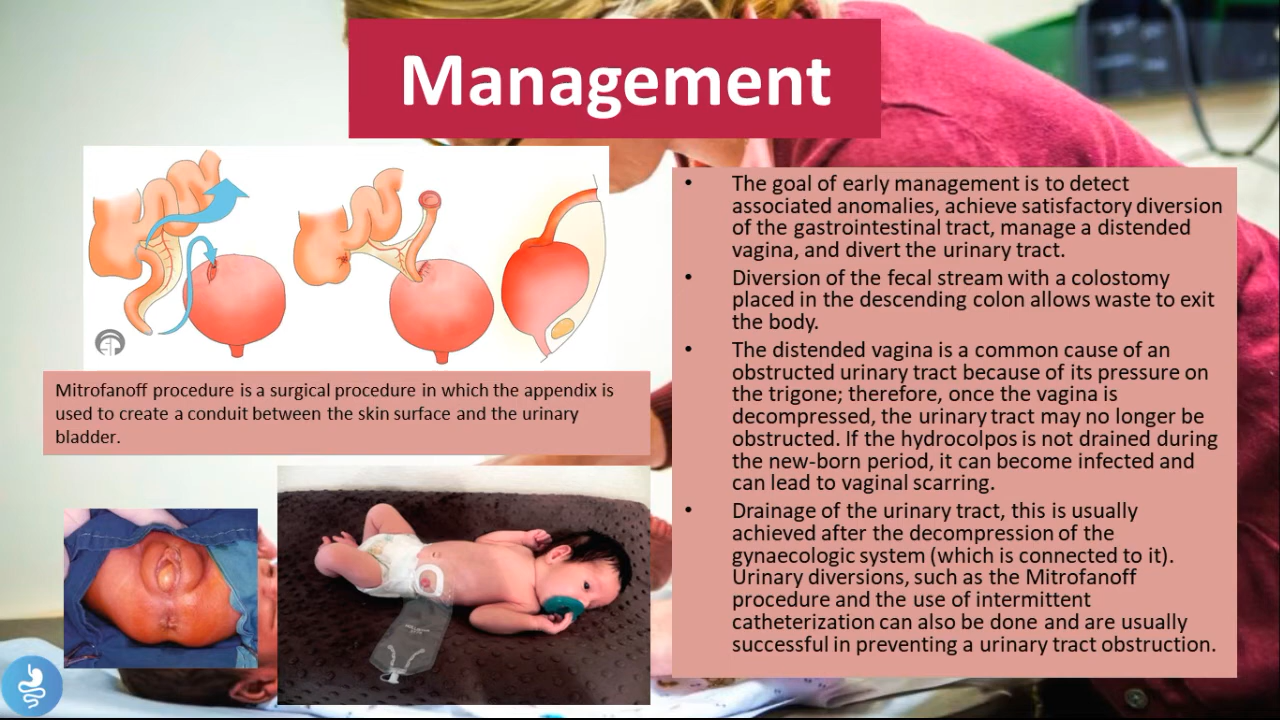 Management
Mitrofanoff procedure is a surgical procedure in which the appendix is
used to create a conduit between the skin surface and the urinary
bladder.
• The goal of early management is to detect
associated anomalies, achieve satisfactory diversion
of the gastrointestinal tract, manage a distended
vagina, and divert the urinary tract.
• Diversion of the fecal stream with a colostomy
placed in the descending colon allows waste to exit
the body.
• The distended vagina is a common cause of an
obstructed urinary tract because of its pressure on
the trigone; therefore, once the vagina is
decompressed, the urinary tract may no longer be
obstructed. If the hydrocolpos is not drained during
the new-born period, it can become infected and
can lead to vaginal scarring.
• Drainage of the urinary tract, this is usually
achieved after the decompression of the
gynaecologic system (which is connected to it).
Urinary diversions, such as the Mitrofanoff
procedure and the use of intermittent
catheterization can also be done and are usually
successful in preventing a urinary tract obstruction.